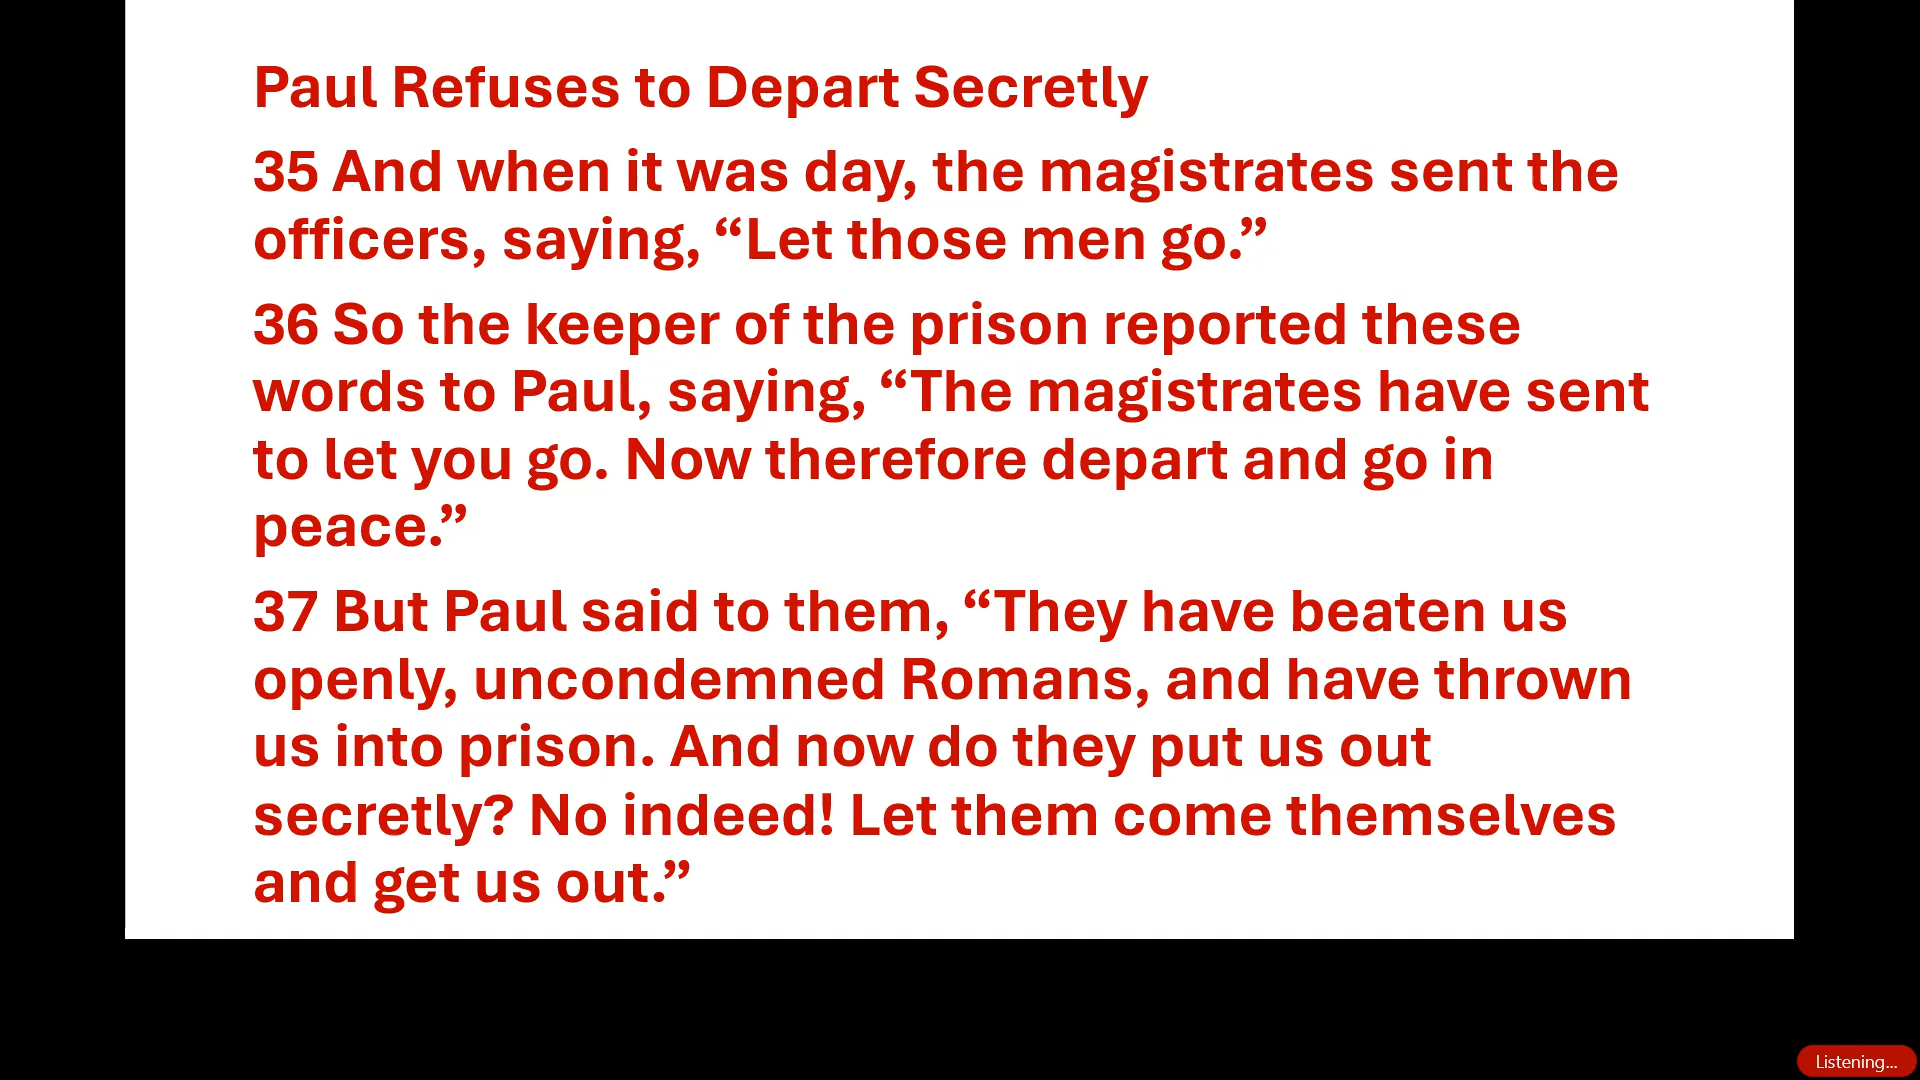 Paul Refuses to Depart Secretly
35 And when it was day, the magistrates sent the
officers, saying, “Let those men go.”
36 So the keeper of the prison reported these
words to Paul, saying, “The magistrates have sent
to let you go. Now therefore depart and go in
peace.”
37 But Paul said to them, “They have beaten us
openly, uncondemned Romans, and have thrown
us into prison. And now do they put us out
secretly? No indeed! Let them come themselves
and get us out.”
Listening...